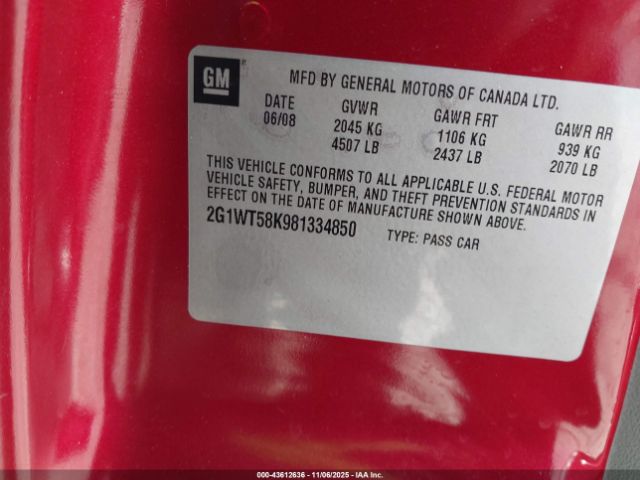 GM
MFD BY GENERAL MOTORS OF CANADA LTD.
DATE GVWR GAWR FRT GAWR RR
06/08 2045 KG 1106 KG 939 KG
4507 LB 2437 LB 2070 LB
THIS VEHICLE CONFORMS TO ALL APPLICABLE U.S. FEDERAL MOTOR
VEHICLE SAFETY, BUMPER, AND THEFT PREVENTION STANDARDS IN
EFFECT ON THE DATE OF MANUFACTURE SHOWN ABOVE.
2G1WT58K981334850 TYPE: PASS CAR
000-43612636 - 11/06/2025 - IAA Inc.